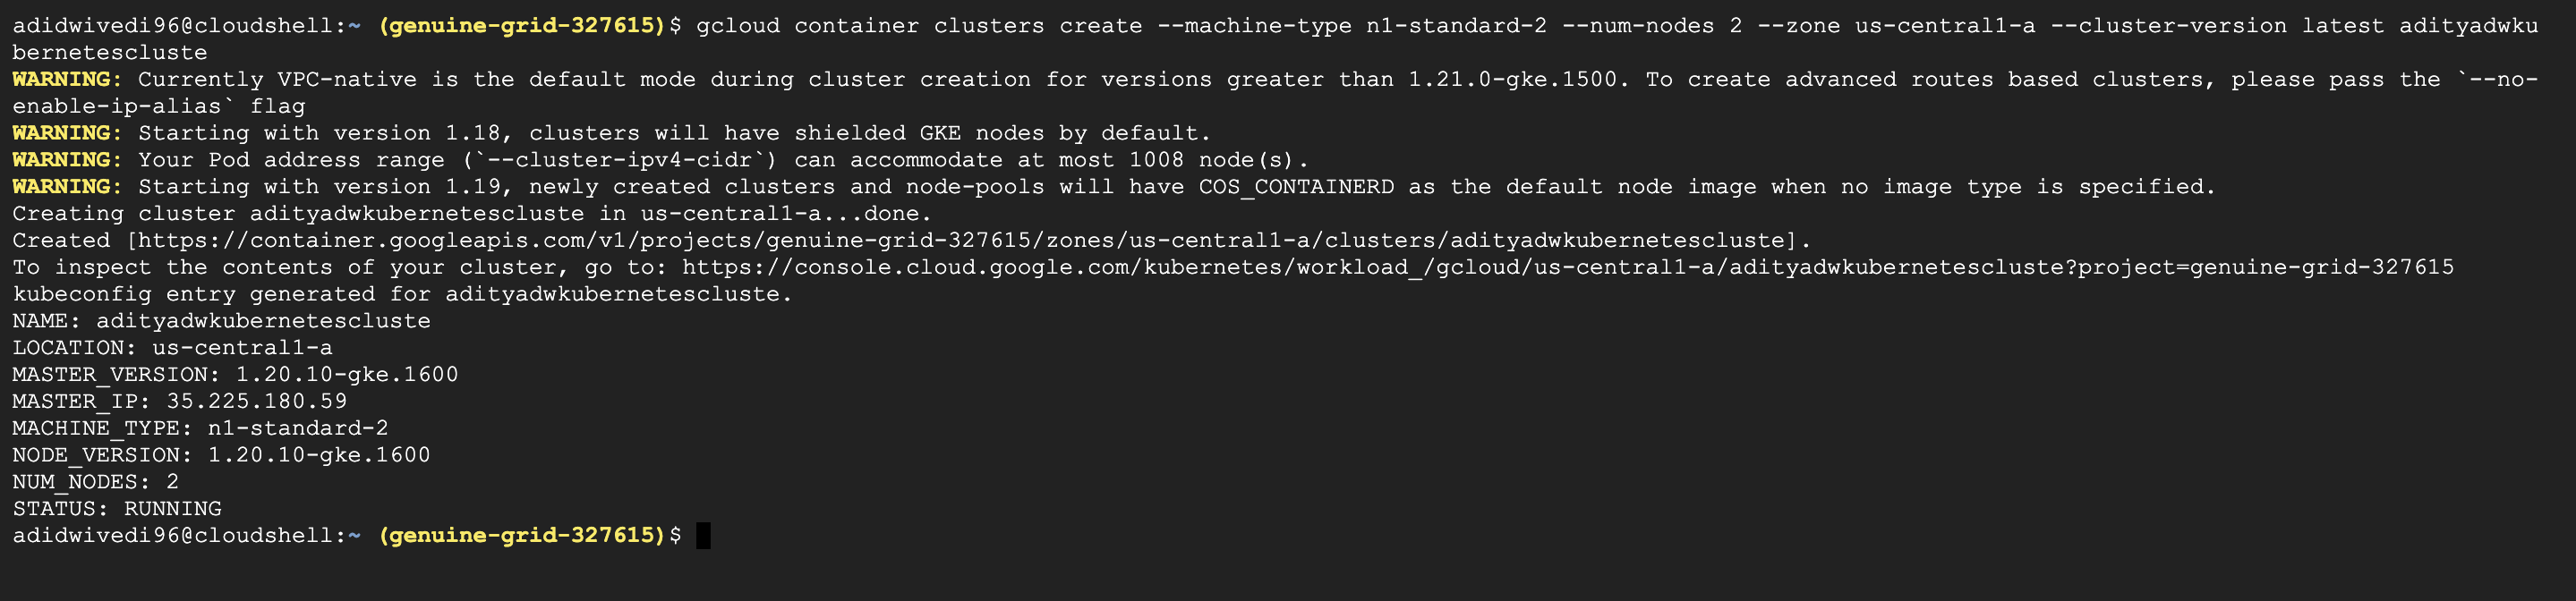 adidwivedi96@cloudshell:~ (genuine-grid-327615)$ gcloud container clusters create --machine-type n1-standard-2 --num-nodes 2 --zone us-central1-a --cluster-version latest adityadwku
bernetescluste
WARNING: Currently VPC-native is the default mode during cluster creation for versions greater than 1.21.0-gke.1500. To create advanced routes based clusters, please pass the `--no-
enable-ip-alias` flag
WARNING: Starting with version 1.18, clusters will have shielded GKE nodes by default.
WARNING: Your Pod address range (`--cluster-ipv4-cidr`) can accommodate at most 1008 node(s).
WARNING: Starting with version 1.19, newly created clusters and node-pools will have COS_CONTAINERD as the default node image when no image type is specified.
Creating cluster adityadwkubernetescluste in us-central1-a...done.
Created [https://container.googleapis.com/v1/projects/genuine-grid-327615/zones/us-central1-a/clusters/adityadwkubernetescluste].
To inspect the contents of your cluster, go to: https://console.cloud.google.com/kubernetes/workload_/gcloud/us-central1-a/adityadwkubernetescluste?project=genuine-grid-327615
kubeconfig entry generated for adityadwkubernetescluste.
NAME: adityadwkubernetescluste
LOCATION: us-central1-a
MASTER_VERSION: 1.20.10-gke.1600
MASTER_IP: 35.225.180.59
MACHINE_TYPE: n1-standard-2
NODE_VERSION: 1.20.10-gke.1600
NUM_NODES: 2
STATUS: RUNNING
adidwivedi96@cloudshell:~ (genuine-grid-327615)$